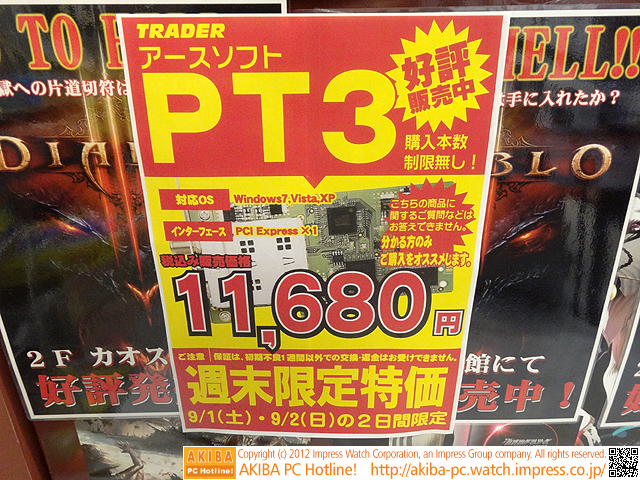 TO
HELL!!
獄への片道切符は
手に入れたか?
DIA
BLO
TRADER
アースソフト
PT3
好評
販売中
購入本数
制限無し!
対応OS Windows7,Vista,XP
インターフェース PCI Express ×1
こちらの商品に
関するご質問などは
お答えできません。
分かる方のみ
ご購入をオススメします。
税込み販売価格
11,680円
ご注意 保証は、初期不良1週間以外での交換・返金はお受けできません。
週末限定特価
9/1(土)・9/2(日)の2日間限定
2F カオス
館にて
好評発
売中!
AKIBA
PC Hotline!
Copyright (c) 2012 Impress Watch Corporation, an Impress Group company. All rights reserved.
AKIBA PC Hotline! http://akiba-pc.watch.impress.co.jp/